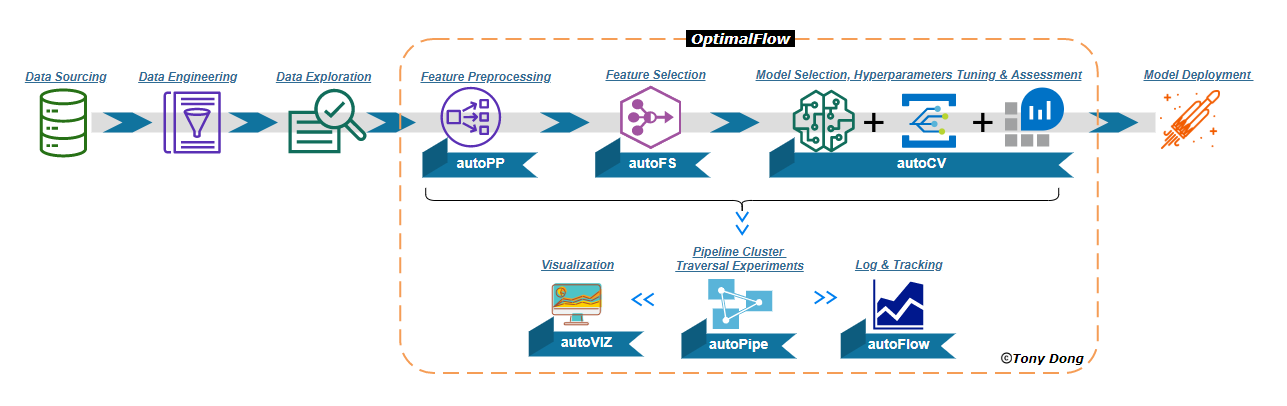 OptimalFlow
Data Sourcing
Data Engineering
Data Exploration
Feature Preprocessing
Feature Selection
Model Selection, Hyperparameters Tuning & Assessment
Model Deployment
autoPP
autoFS
autoCV
Visualization
Pipeline Cluster
Traversal Experiments
Log & Tracking
autoVIZ
autoPipe
autoFlow
©Tony Dong